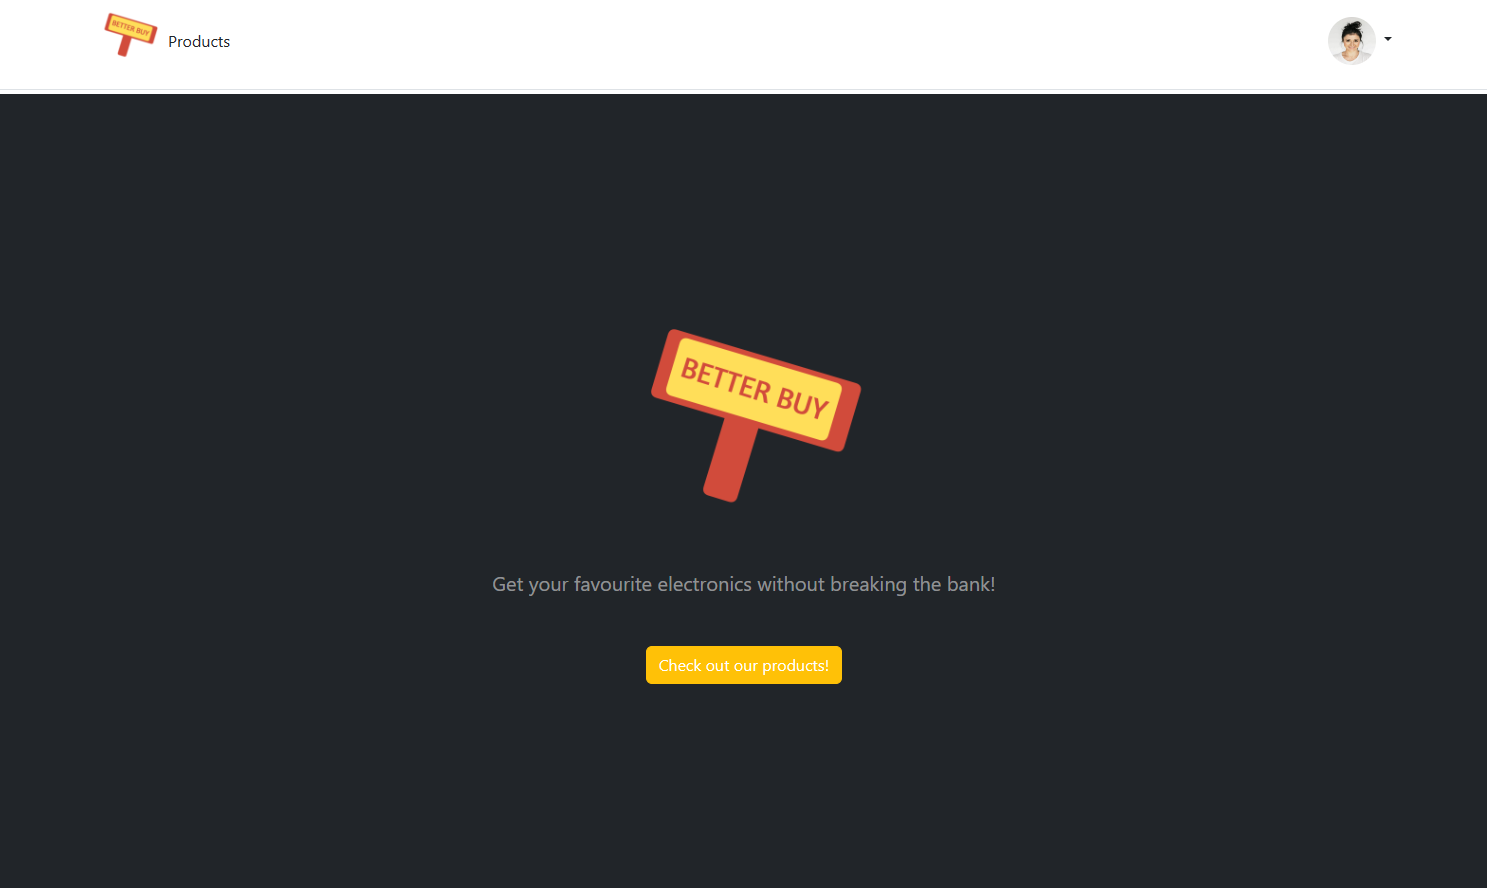 BETTER BUY
Products
BETTER BUY
Get your favourite electronics without breaking the bank!
Check out our products!